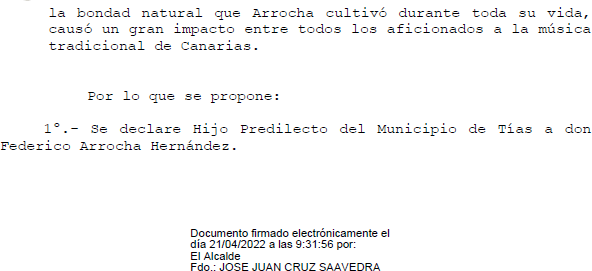 la bondad natural que Arrocha cultivó durante toda su vida,
causó un gran impacto entre todos los aficionados a la música
tradicional de Canarias.
Por lo que se propone:
1º.- Se declare Hijo Predilecto del Municipio de Tías a don
Federico Arrocha Hernández.
Documento firmado electrónicamente el
día 21/04/2022 a las 9:31:56 por:
El Alcalde
Fdo.: JOSE JUAN CRUZ SAAVEDRA